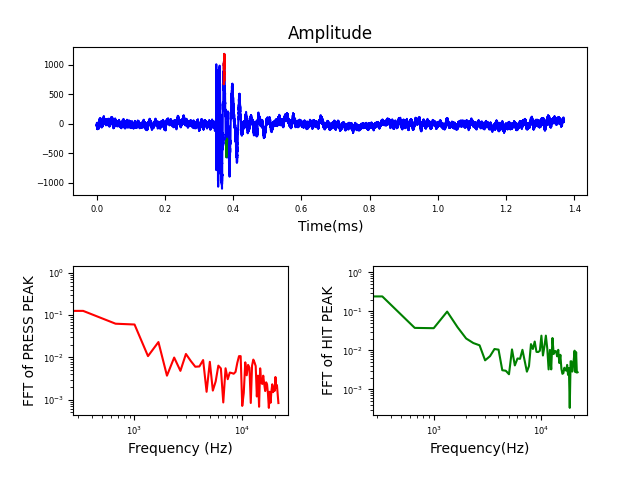 Amplitude
1000
500
0
−500
−1000
0.0 0.2 0.4 0.6 0.8 1.0 1.2 1.4
Time(ms)
FFT of PRESS PEAK
10⁰
10⁻¹
10⁻²
10⁻³
10³ 10⁴
Frequency (Hz)
FFT of HIT PEAK
10⁰
10⁻¹
10⁻²
10⁻³
10³ 10⁴
Frequency(Hz)